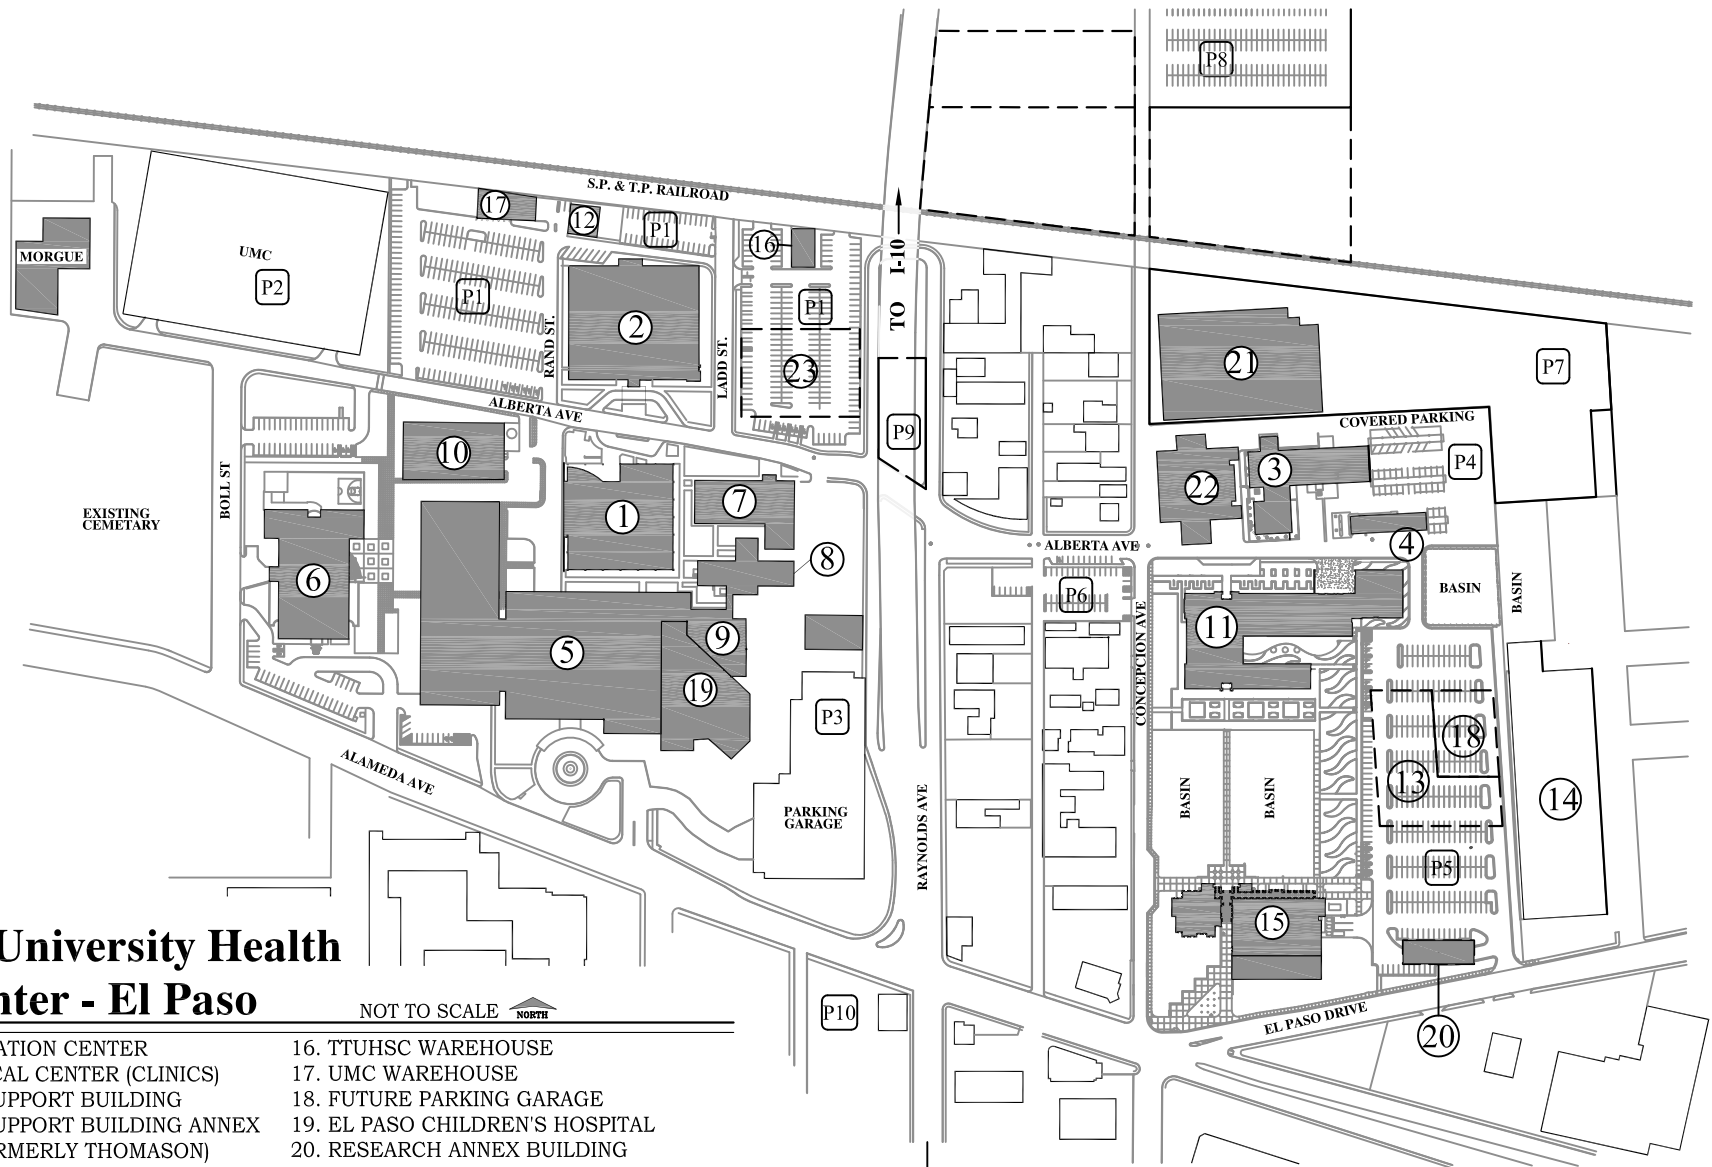 P8
S.P. & T.P. RAILROAD
17
12
P1
16
TO I-10
MORGUE
UMC
P2
P1
P1
2
RAND ST.
LADD ST.
23
21
P7
ALBERTA AVE
P9
COVERED PARKING
10
3
P4
22
BOLL ST
EXISTING
CEMETARY
1
7
ALBERTA AVE
4
8
6
P6
BASIN
BASIN
5
9
11
CONCEPCION AVE
19
P3
18
ALAMEDA AVE
13
14
BASIN
BASIN
PARKING
GARAGE
RAYNOLDS AVE
P5
15
University Health
nter - El Paso
NOT TO SCALE
NORTH
P10
EL PASO DRIVE
20
ATION CENTER
CAL CENTER (CLINICS)
UPPORT BUILDING
UPPORT BUILDING ANNEX
RMERLY THOMASON)
16. TTUHSC WAREHOUSE
17. UMC WAREHOUSE
18. FUTURE PARKING GARAGE
19. EL PASO CHILDREN'S HOSPITAL
20. RESEARCH ANNEX BUILDING